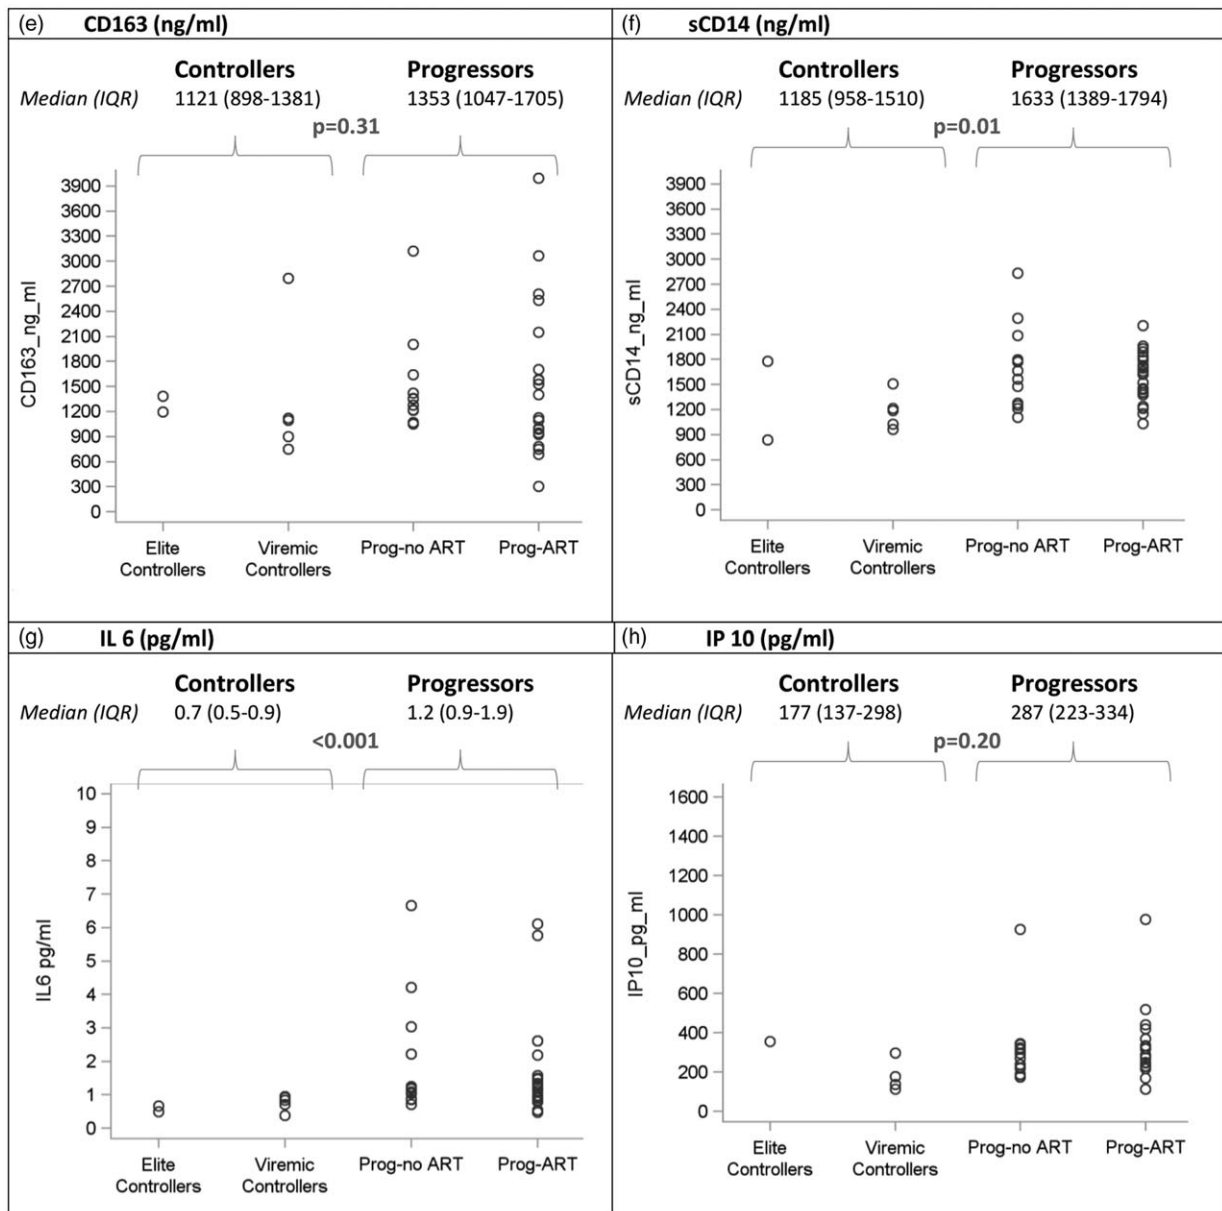 (e) CD163 (ng/ml)
Controllers Progressors
Median (IQR) 1121 (898-1381) 1353 (1047-1705)
p=0.31
CD163_ng_ml
3900
3600
3300
3000
2700
2400
2100
1800
1500
1200
900
600
300
0
Elite Controllers
Viremic Controllers
Prog-no ART
Prog-ART
(f) sCD14 (ng/ml)
Controllers Progressors
Median (IQR) 1185 (958-1510) 1633 (1389-1794)
p=0.01
sCD14_ng_ml
3900
3600
3300
3000
2700
2400
2100
1800
1500
1200
900
600
300
0
Elite Controllers
Viremic Controllers
Prog-no ART
Prog-ART
(g) IL 6 (pg/ml)
Controllers Progressors
Median (IQR) 0.7 (0.5-0.9) 1.2 (0.9-1.9)
<0.001
IL6 pg/ml
10
9
8
7
6
5
4
3
2
1
0
Elite Controllers
Viremic Controllers
Prog-no ART
Prog-ART
(h) IP 10 (pg/ml)
Controllers Progressors
Median (IQR) 177 (137-298) 287 (223-334)
p=0.20
IP10_pg_ml
1600
1400
1200
1000
800
600
400
200
0
Elite Controllers
Viremic Controllers
Prog-no ART
Prog-ART